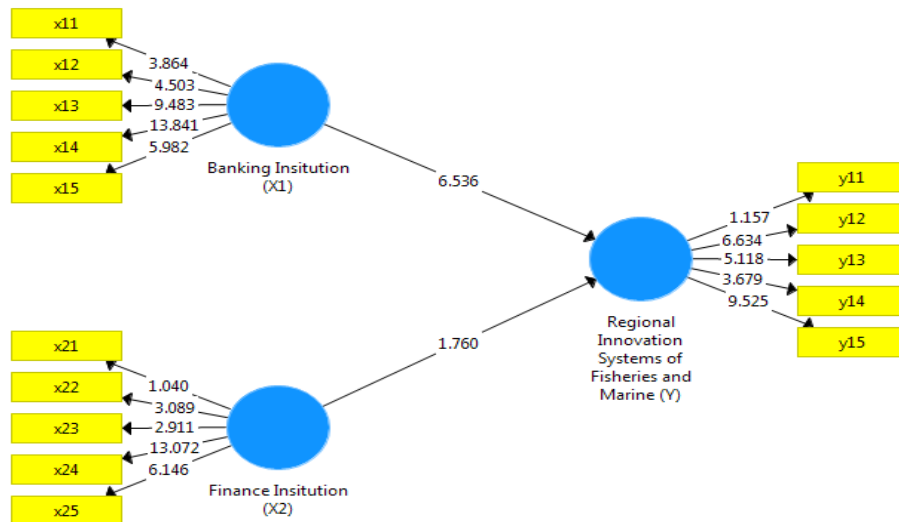 x11
x12
x13
x14
x15
3.864
4.503
9.483
13.841
5.982
Banking Insitution
(X1)
6.536
x21
x22
x23
x24
x25
1.040
3.089
2.911
13.072
6.146
Finance Insitution
(X2)
1.760
Regional
Innovation
Systems of
Fisheries and
Marine (Y)
1.157
6.634
5.118
3.679
9.525
y11
y12
y13
y14
y15